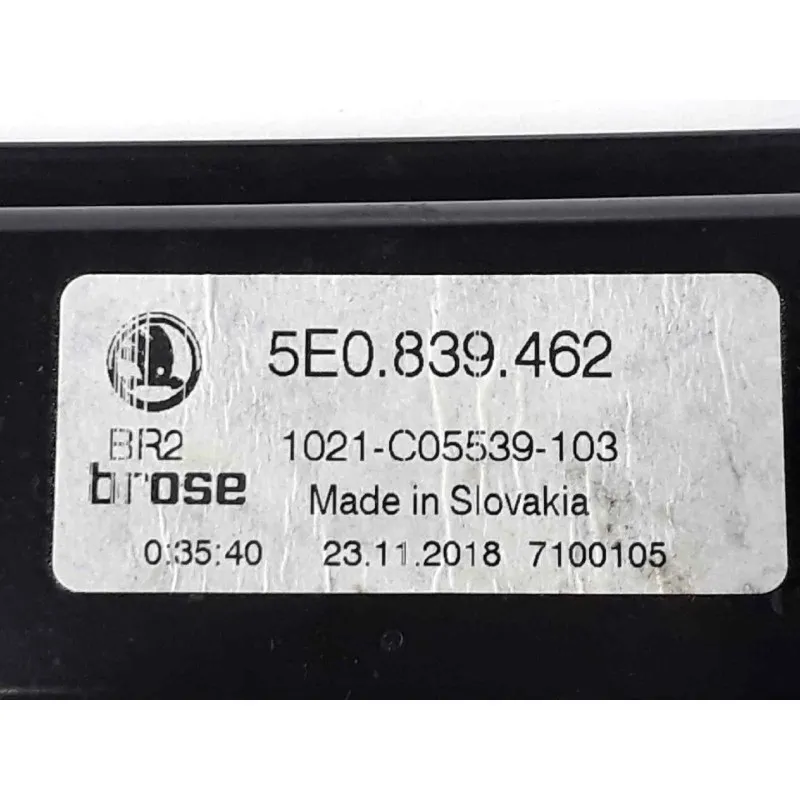 5E0.839.462
BR2 1021-C05539-103
brose Made in Slovakia
0:35:40 23.11.2018 7100105